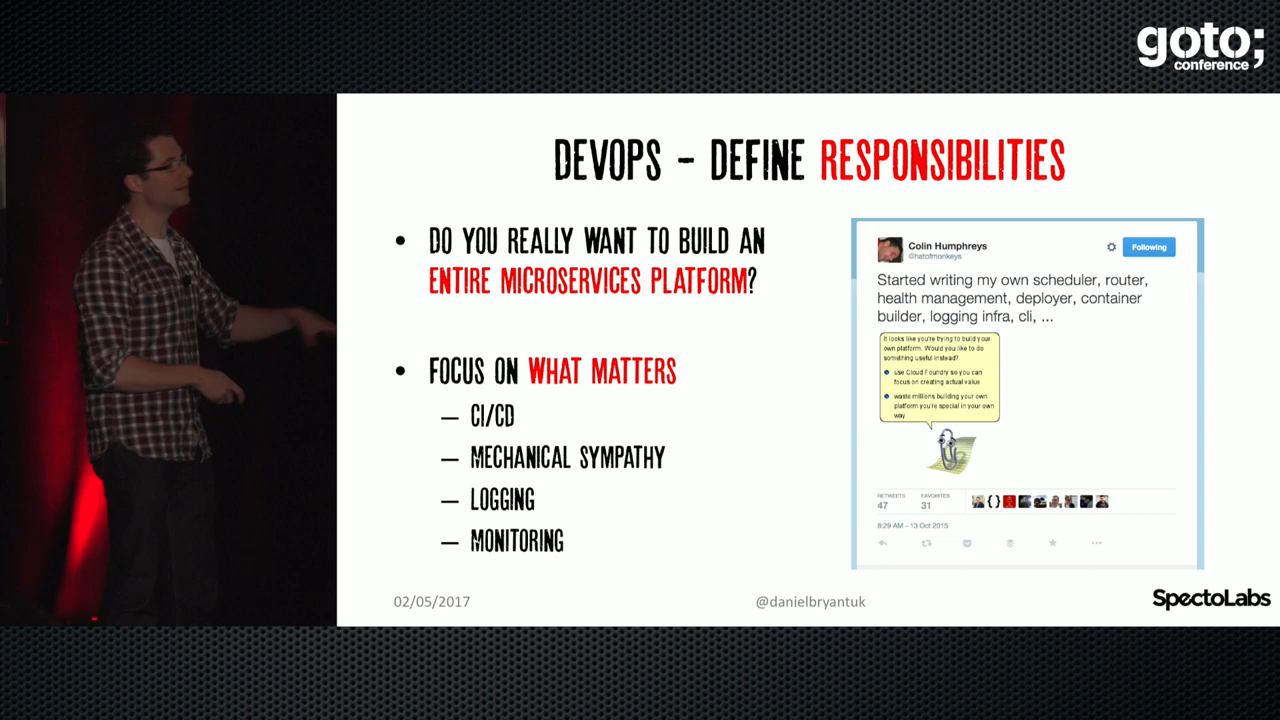 goto;
conference
DEVOPS – DEFINE RESPONSIBILITIES
• DO YOU REALLY WANT TO BUILD AN
ENTIRE MICROSERVICES PLATFORM?
• FOCUS ON WHAT MATTERS
– CI/CD
– MECHANICAL SYMPATHY
– LOGGING
– MONITORING
Colin Humphreys
@hatofmonkeys
Following
Started writing my own scheduler, router,
health management, deployer, container
builder, logging infra, cli, ...
It looks like you're trying to build your
own platform. Would you like to do
something useful instead?
use Cloud Foundry so you can
focus on creating actual value
waste millions building your own
platform you're special in your own
way
RETWEETS FAVORITES
47 31
8:29 AM - 13 Oct 2015
02/05/2017
@danielbryantuk
SpectoLabs